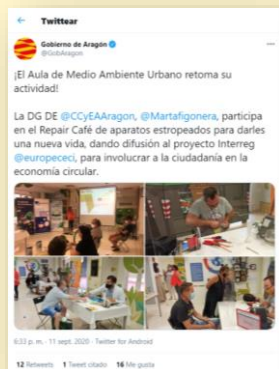 Twittear
Gobierno de Aragón
@GobAragon
¡El Aula de Medio Ambiente Urbano retoma su
actividad!
La DG DE @CCyEAAragon, @Martafigonera, participa
en el Repair Café de aparatos estropeados para darles
una nueva vida, dando difusión al proyecto Interreg
@europececi, para involucrar a la ciudadanía en la
economía circular.
6:33 p. m. · 11 sept. 2020 · Twitter for Android
12 Retweets 1 Tweet citado 16 Me gusta